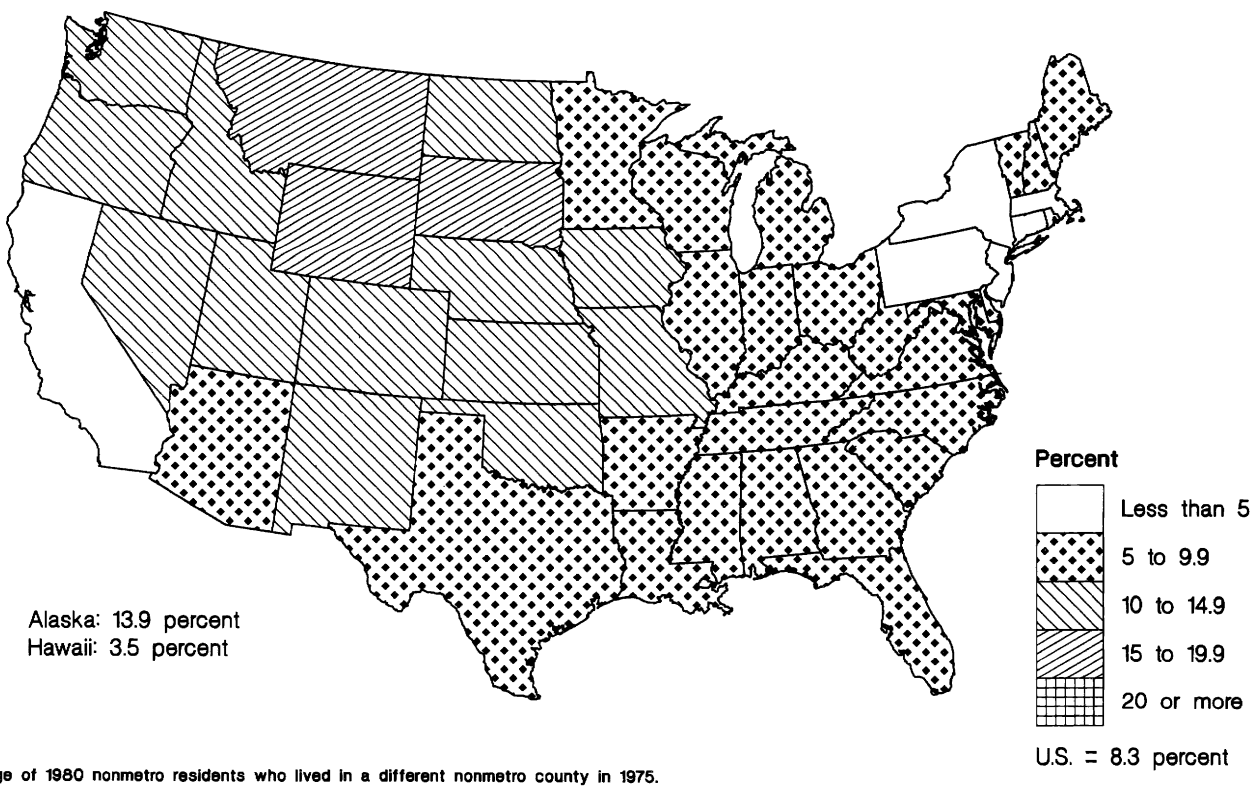 Percent
Less than 5
5 to 9.9
10 to 14.9
15 to 19.9
20 or more
U.S. = 8.3 percent
Alaska: 13.9 percent
Hawaii: 3.5 percent
of 1980 nonmetro residents who lived in a different nonmetro county in 1975.